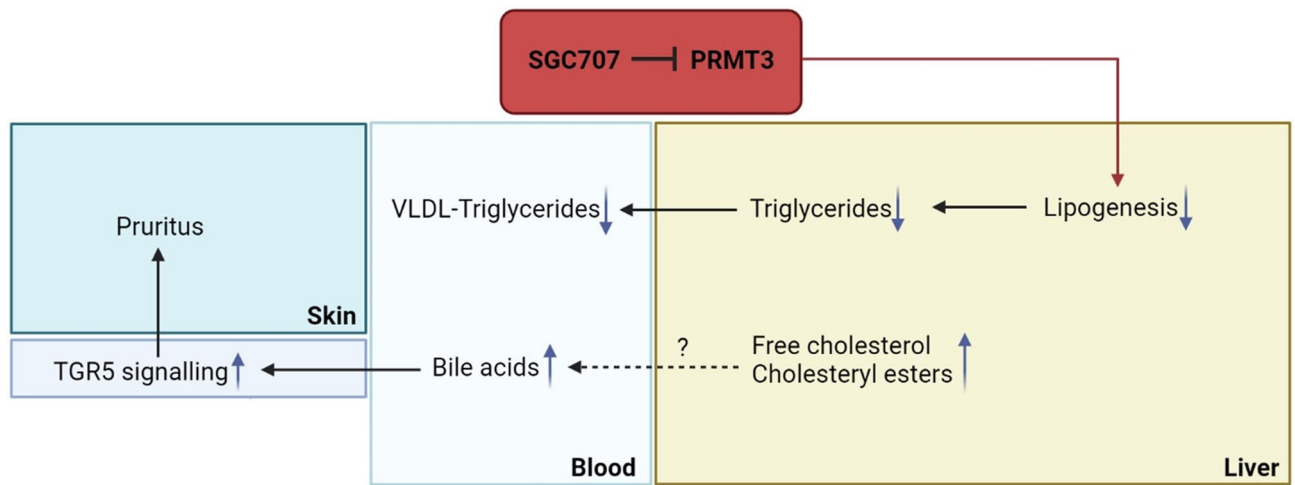 SGC707 PRMT3
VLDL-Triglycerides Triglycerides Lipogenesis
Pruritus
Skin
?
Free cholesterol
TGR5 signalling Bile acids Cholesteryl esters
Blood Liver